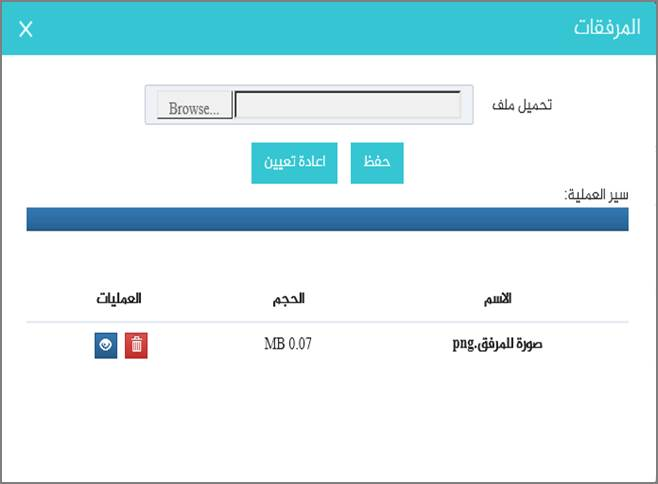 المرفقات X
تحميل ملف Browse...
حفظ اعادة تعيين
سير العملية:
الاسم الحجم العمليات
صورة للمرفق.png MB 0.07